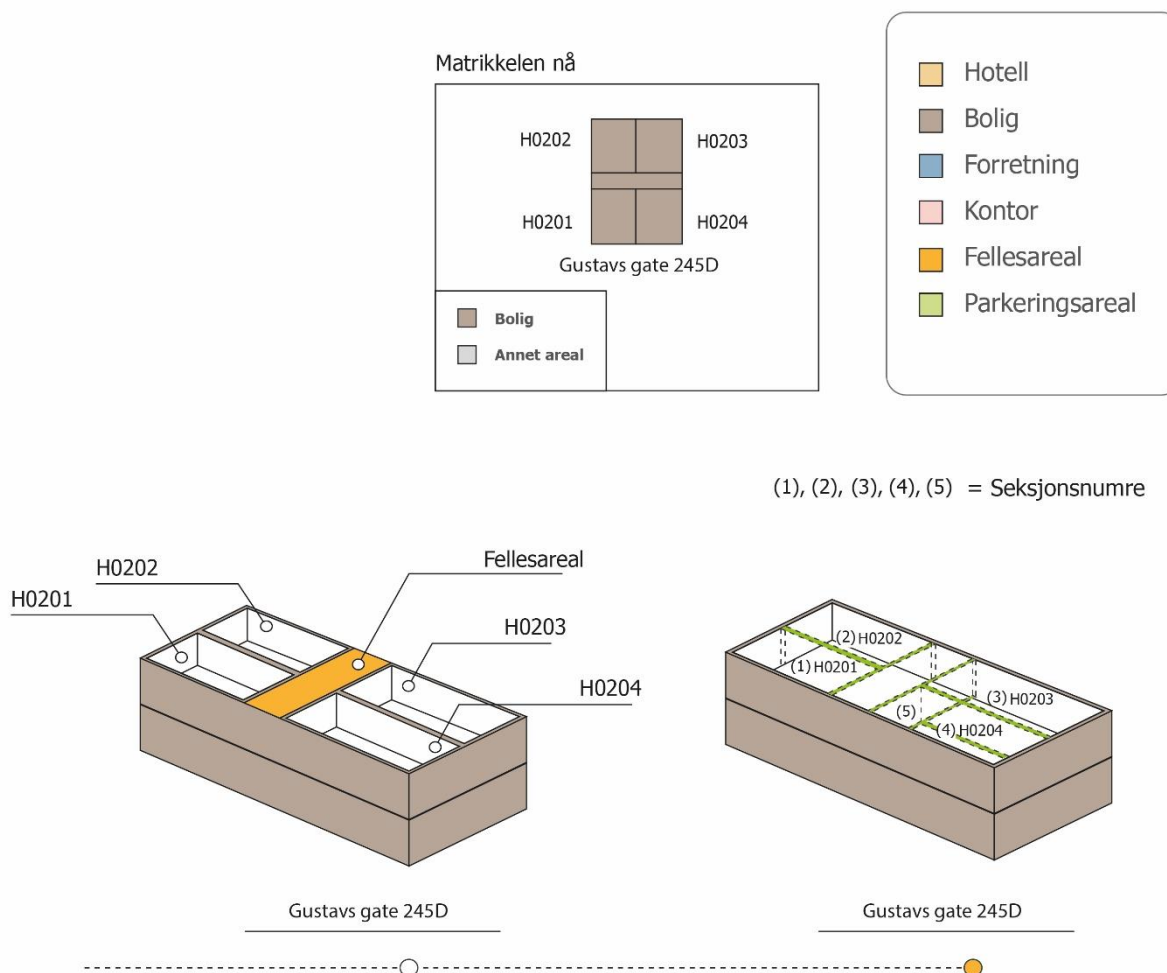 Matrikkelen nå
H0202
H0203
H0201
H0204
Gustavs gate 245D
Bolig
Annet areal
Hotell
Bolig
Forretning
Kontor
Fellesareal
Parkeringsareal
(1), (2), (3), (4), (5) = Seksjonsnumre
Fellesareal
H0202
H0201
H0203
H0204
Gustavs gate 245D
(2) H0202
(1) H0201
(3) H0203
(5)
(4) H0204
Gustavs gate 245D